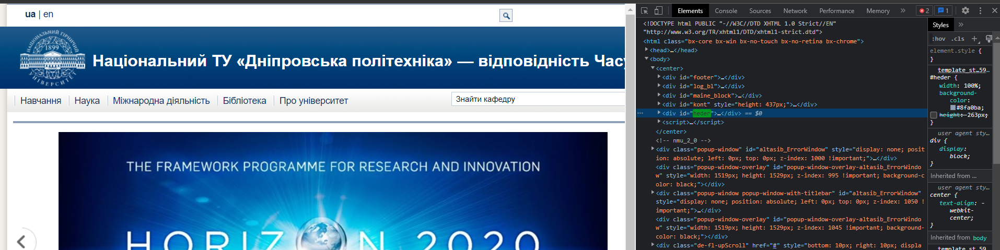 ua | en
НАЦІОНАЛЬНИЙ ГІРНИЧИЙ
1899
УНІВЕРСИТЕТ
Національний ТУ «Дніпровська політехніка» — відповідність Часу
Навчання
Наука
Міжнародна діяльність
Бібліотека
Про університет
Знайти кафедру
THE FRAMEWORK PROGRAMME FOR RESEARCH AND INNOVATION
HORIZON 2020
Elements
Console
Sources
Network
Performance
Memory
»
2
1
<!DOCTYPE html PUBLIC "-//W3C//DTD XHTML 1.0 Strict//EN"
"http://www.w3.org/TR/xhtml1/DTD/xhtml1-strict.dtd">
<html class="bx-core bx-win bx-no-touch bx-no-retina bx-chrome">
<head>…</head>
<body>
<center>
<div id="footer">…</div>
<div id="log_bl">…</div>
<div id="maine_block">…</div>
<div id="kont" style="height: 437px;">…</div>
<div id="heder">…</div> == $0
<script>…</script>
</center>
<!-- nmu_2_0 -->
<div class="popup-window" id="altasib_ErrorWindow" style="display: none; posit
ion: absolute; left: 0px; top: 0px; z-index: 1000 !important;">…</div>
<div class="popup-window-overlay" id="popup-window-overlay-altasib_ErrorWindo
w" style="width: 1519px; height: 1529px; z-index: 995 !important; background-c
olor: black;"></div>
<div class="popup-window popup-window-with-titlebar" id="altasib_ErrorWindow"
style="display: none; position: absolute; left: 0px; top: 0px; z-index: 1050 !
important;">…</div>
<div class="popup-window-overlay" id="popup-window-overlay-altasib_ErrorWindo
w" style="width: 1519px; height: 1529px; z-index: 1045 !important; background-
color: black;"></div>
<div class="de-fl-upScroll" href="#" style="bottom: 10px; right: 10px; displa
Styles
»
:hov .cls +
element.style {
}
template_st…59…
#heder {
width: 100%;
background-
color:
#8fa0ba;
height: 263px;
}
user agent sty…
div {
display:
block;
}
Inherited from …
user agent sty…
center {
text-align: -
webkit-
center;
}
Inherited from body
template_st…59…